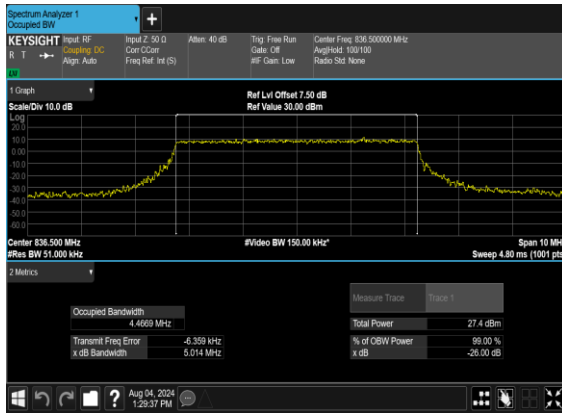 Spectrum Analyzer 1
Occupied BW
KEYSIGHT Input: RF Input Z: 50 Ω Atten: 40 dB Trig: Free Run Center Freq: 836.500000 MHz
R T Coupling: DC Corr CCorr Gate: Off Avg|Hold: 100/100
Align: Auto Freq Ref: Int (S) #IF Gain: Low Radio Std: None
LXI
1 Graph
Ref Lvl Offset 7.50 dB
Scale/Div 10.0 dB Ref Value 30.00 dBm
Log
20.0
10.0
0.00
-10.0
-20.0
-30.0
-40.0
-50.0
-60.0
Center 836.500 MHz #Video BW 150.00 kHz* Span 10 MH
#Res BW 51.000 kHz Sweep 4.80 ms (1001 pts
2 Metrics
Measure Trace Trace 1
Occupied Bandwidth
4.4669 MHz Total Power 27.4 dBm
Transmit Freq Error -6.359 kHz % of OBW Power 99.00 %
x dB Bandwidth 5.014 MHz x dB -26.00 dB
Aug 04, 2024
1:29:37 PM